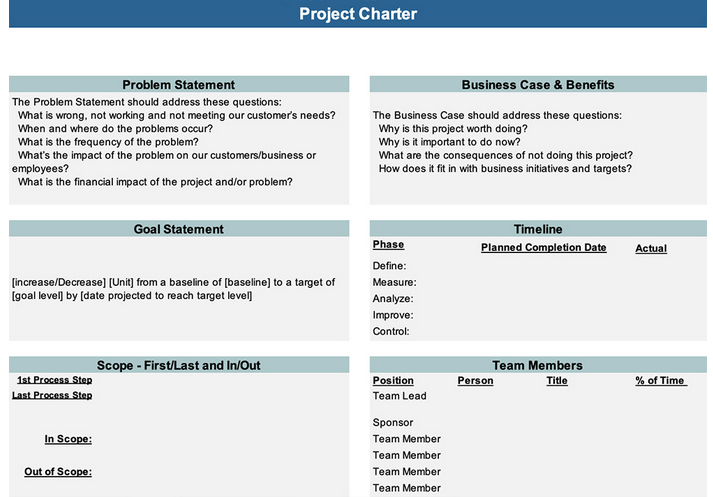 Project Charter
Problem Statement
The Problem Statement should address these questions:
What is wrong, not working and not meeting our customer's needs?
When and where do the problems occur?
What is the frequency of the problem?
What's the impact of the problem on our customers/business or
employees?
What is the financial impact of the project and/or problem?
Business Case & Benefits
The Business Case should address these questions:
Why is this project worth doing?
Why is it important to do now?
What are the consequences of not doing this project?
How does it fit in with business initiatives and targets?
Goal Statement
[increase/Decrease] [Unit] from a baseline of [baseline] to a target of
[goal level] by [date projected to reach target level]
Timeline
Phase Planned Completion Date Actual
Define:
Measure:
Analyze:
Improve:
Control:
Scope - First/Last and In/Out
1st Process Step
Last Process Step
In Scope:
Out of Scope:
Team Members
Position Person Title % of Time
Team Lead
Sponsor
Team Member
Team Member
Team Member
Team Member